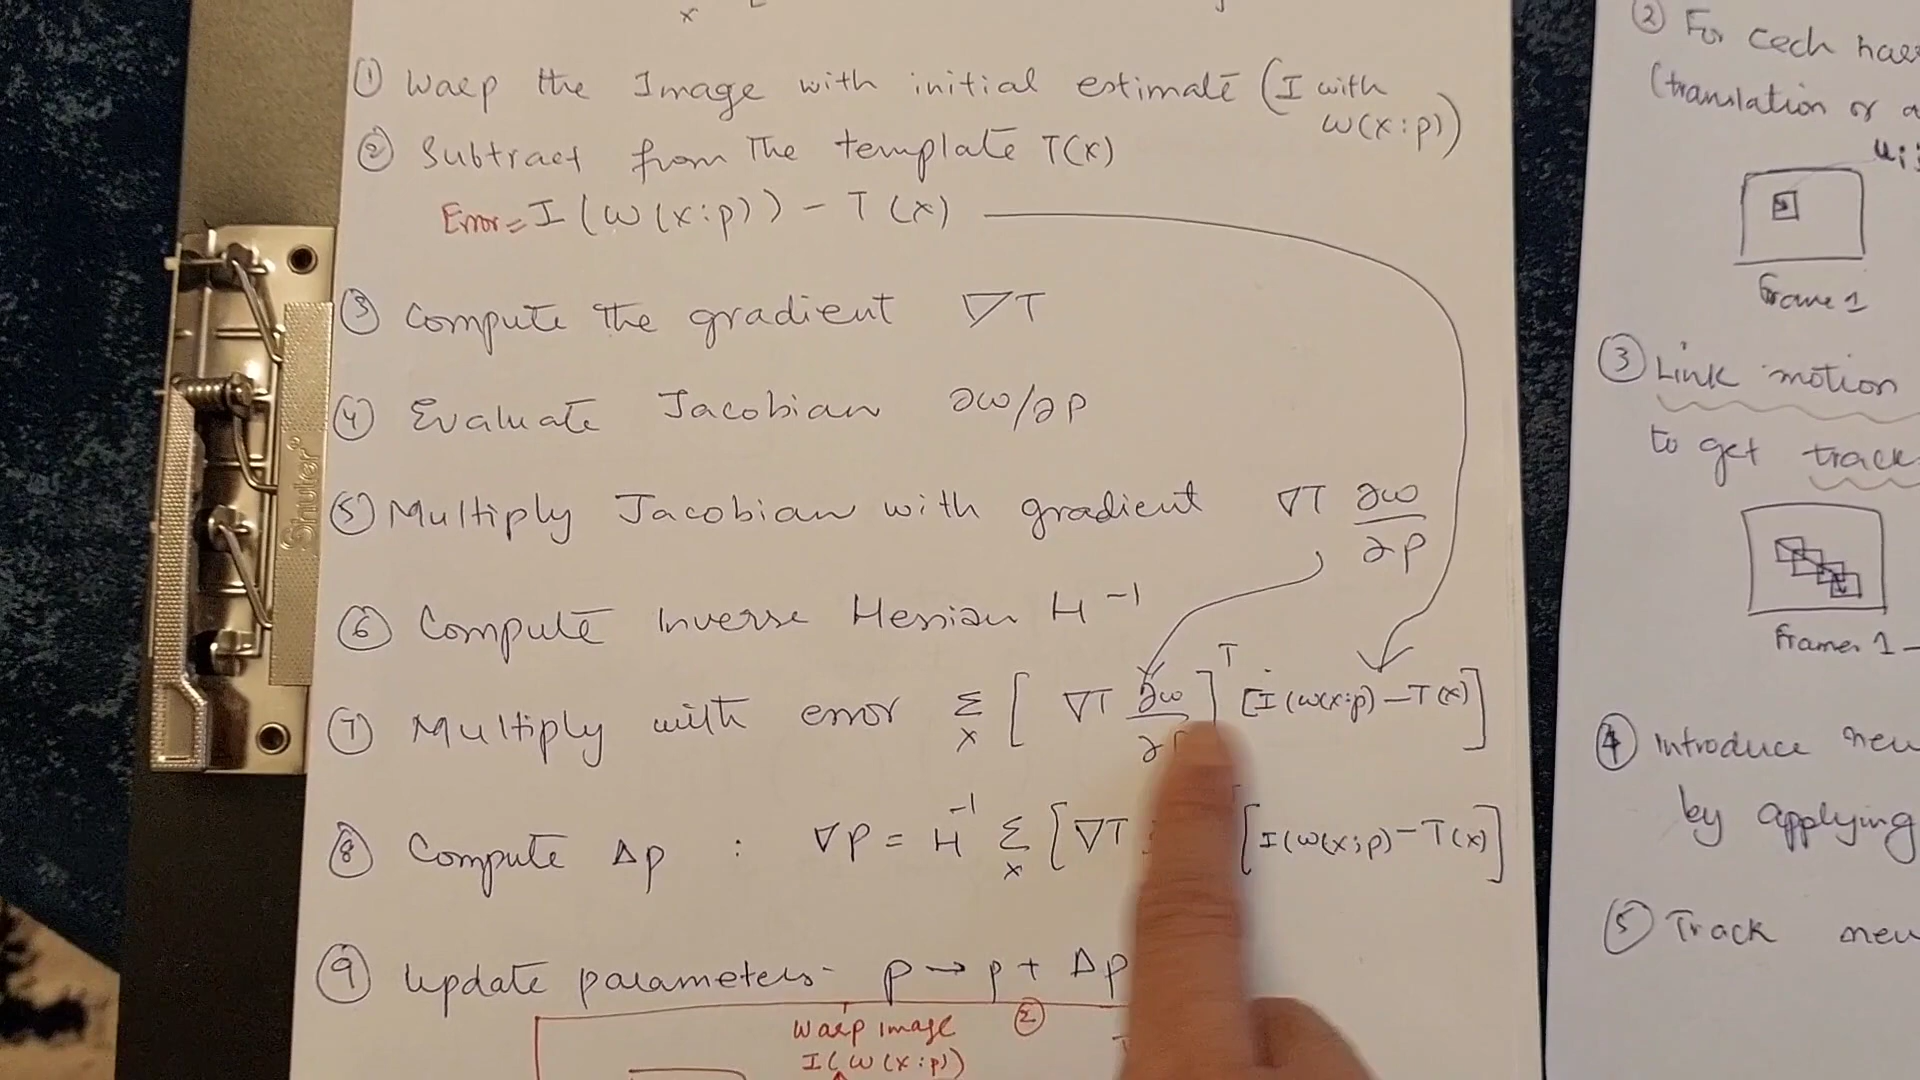 ① Warp the Image with initial estimate (I with
w(x:p))
② Subtract from The template T(x)
Error = I(w(x:p)) - T(x)
③ Compute the gradient ∇T
④ Evaluate Jacobian ∂w/∂p
⑤ Multiply Jacobian with gradient ∇T ∂w/∂p
⑥ Compute Inverse Hessian H⁻¹
⑦ Multiply with error Σx [∇T ∂w/∂p]ᵀ [I(w(x:p) - T(x)]
⑧ Compute Δp : ∇p = H⁻¹ Σx [∇T [I(w(x;p) - T(x)]
⑨ update parameters - p → p + Δp
Warp image Σ
I(w(x:p))
Shuter
② For each
(translation or a
uᵢ
Frame 1
③ Link motion
to get track
Frame 1 -
④ Introduce new
by applying
⑤ Track new